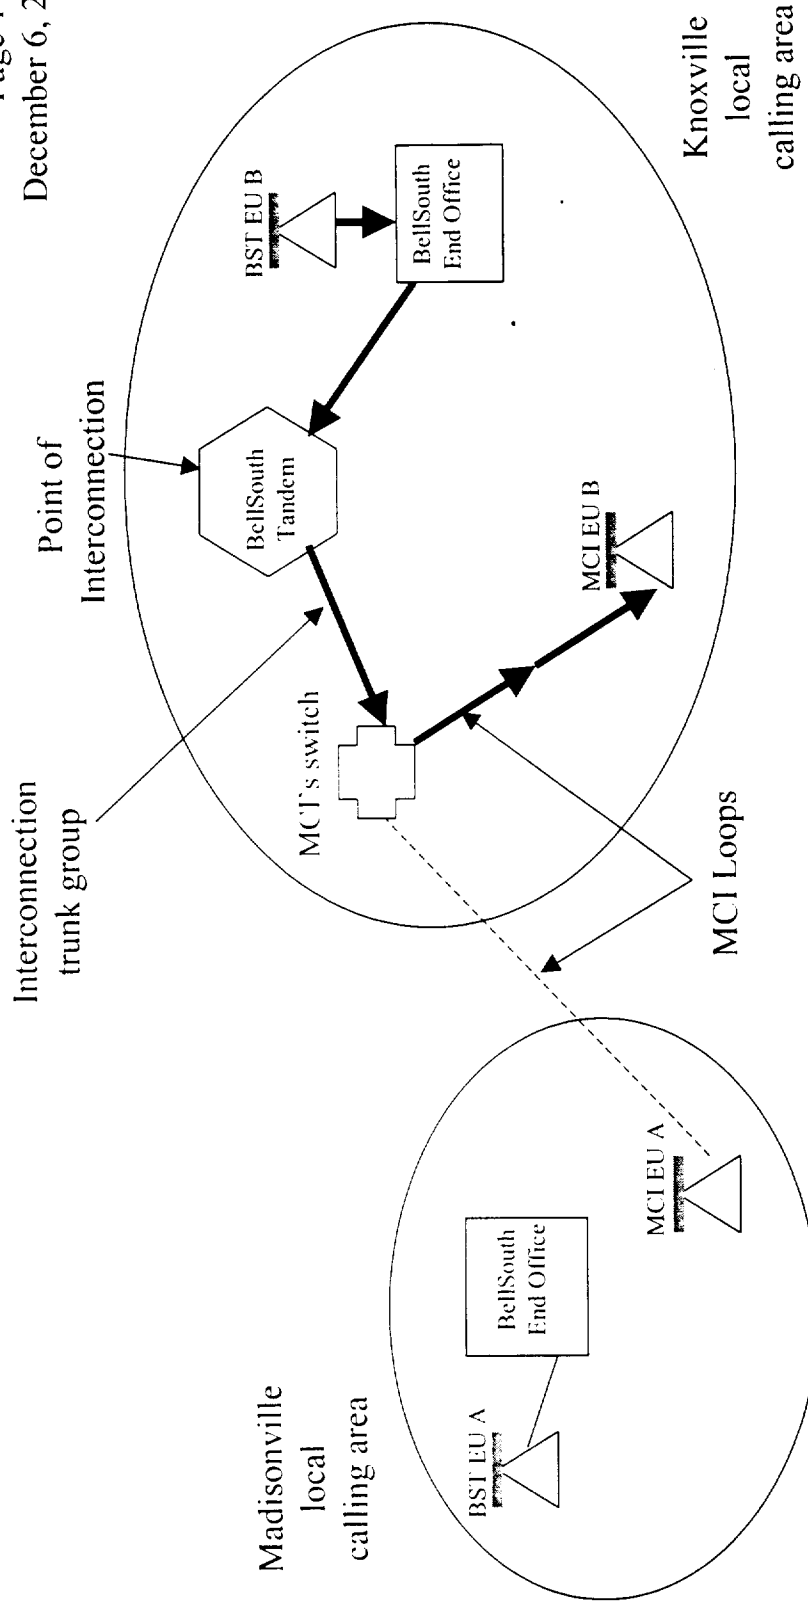 December 6, 2
Point of
Interconnection
Interconnection
trunk group
BST EU B
BellSouth
End Office
BellSouth
Tandem
MCI's switch
MCI EU B
Knoxville
local
calling area
MCI Loops
Madisonville
local
calling area
BST EU A
BellSouth
End Office
MCI EU A